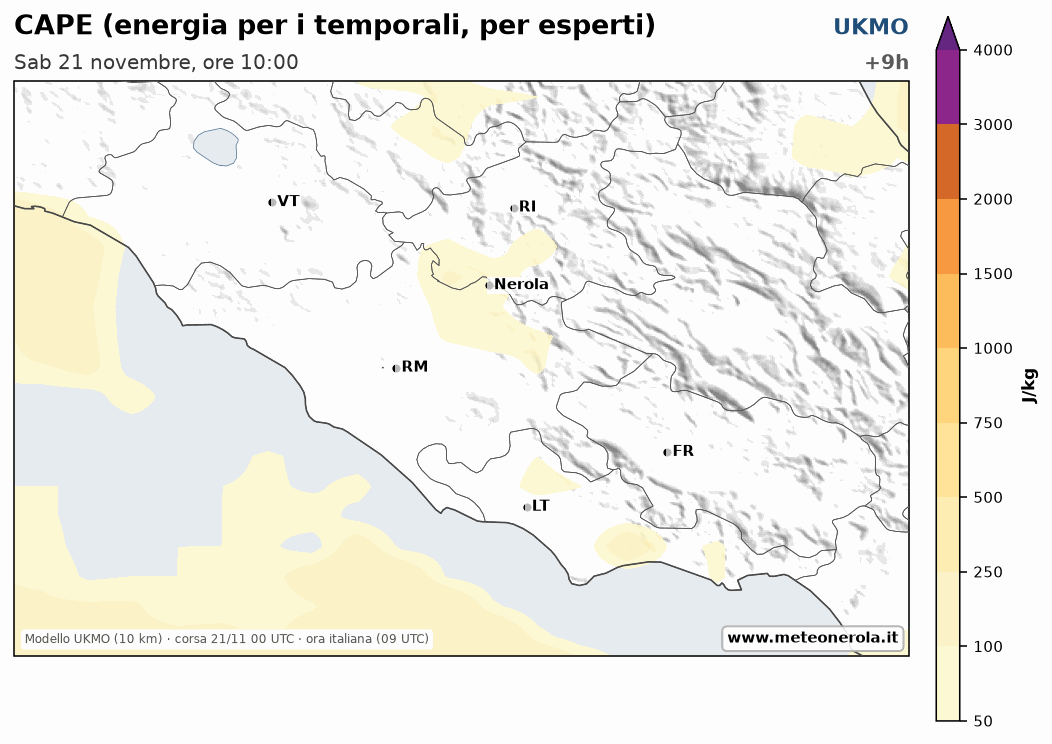 CAPE (energia per i temporali, per esperti)
UKMO
Sab 21 novembre, ore 10:00
+9h
4000
3000
2000
1500
1000
750
500
250
100
50
J/kg
VT
RI
Nerola
RM
FR
LT
Modello UKMO (10 km) · corsa 21/11 00 UTC · ora italiana (09 UTC)
www.meteonerola.it